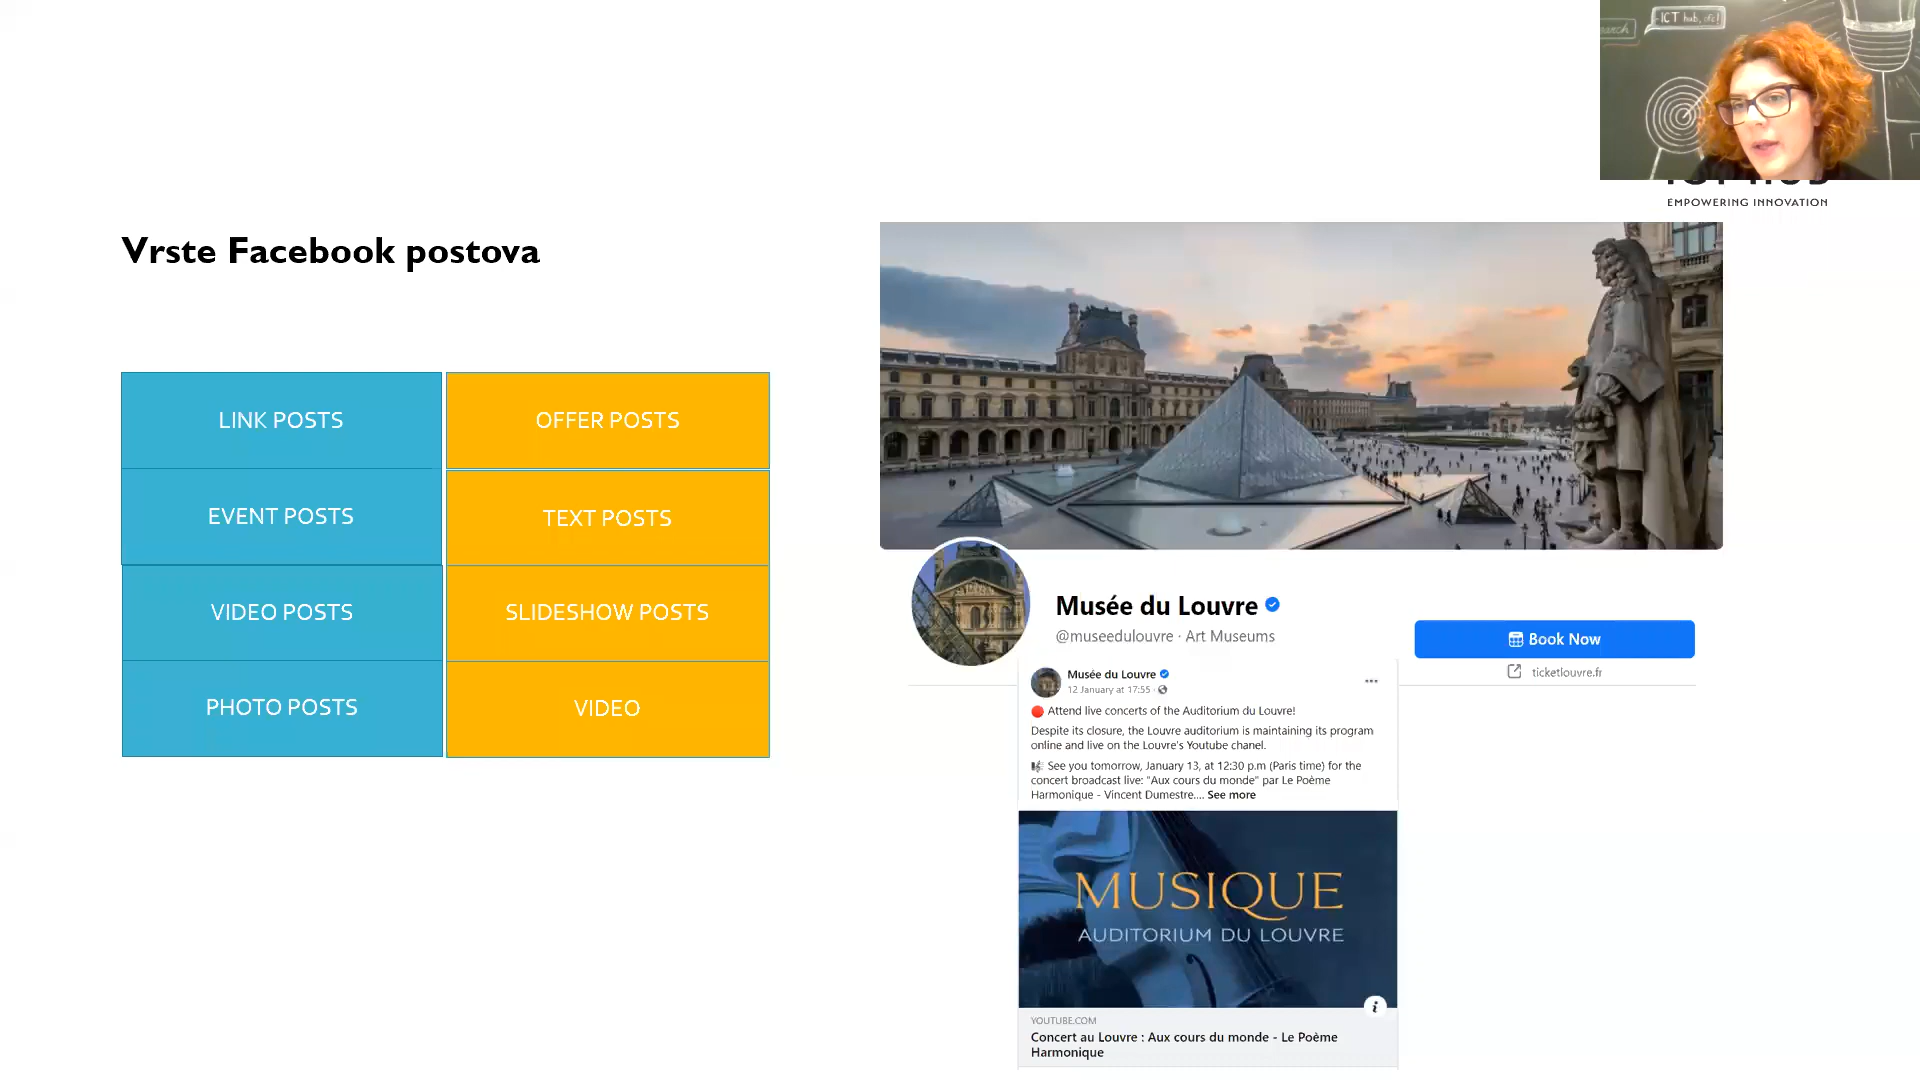 ICT hub, ofc!
EMPOWERING INNOVATION
Vrste Facebook postova
LINK POSTS
OFFER POSTS
EVENT POSTS
TEXT POSTS
VIDEO POSTS
SLIDESHOW POSTS
PHOTO POSTS
VIDEO
Musée du Louvre
@museedulouvre · Art Museums
Book Now
ticketlouvre.fr
Musée du Louvre
12 January at 17:55 ·
Attend live concerts of the Auditorium du Louvre!
Despite its closure, the Louvre auditorium is maintaining its program
online and live on the Louvre's Youtube chanel.
See you tomorrow, January 13, at 12:30 p.m (Paris time) for the
concert broadcast live: "Aux cours du monde" par Le Poème
Harmonique - Vincent Dumestre.... See more
MUSIQUE
AUDITORIUM DU LOUVRE
YOUTUBE.COM
Concert au Louvre : Aux cours du monde - Le Poème
Harmonique